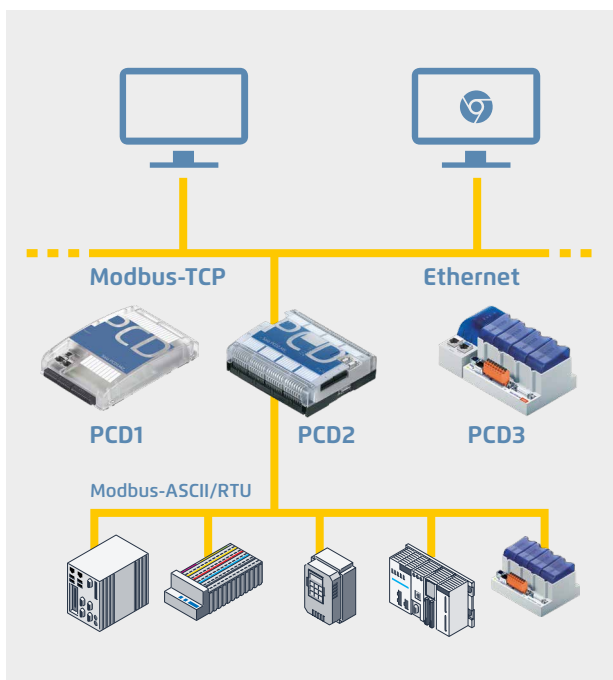 Modbus-TCP
Ethernet
PCD
PCD
PCD1
PCD2
PCD3
Modbus-ASCII/RTU